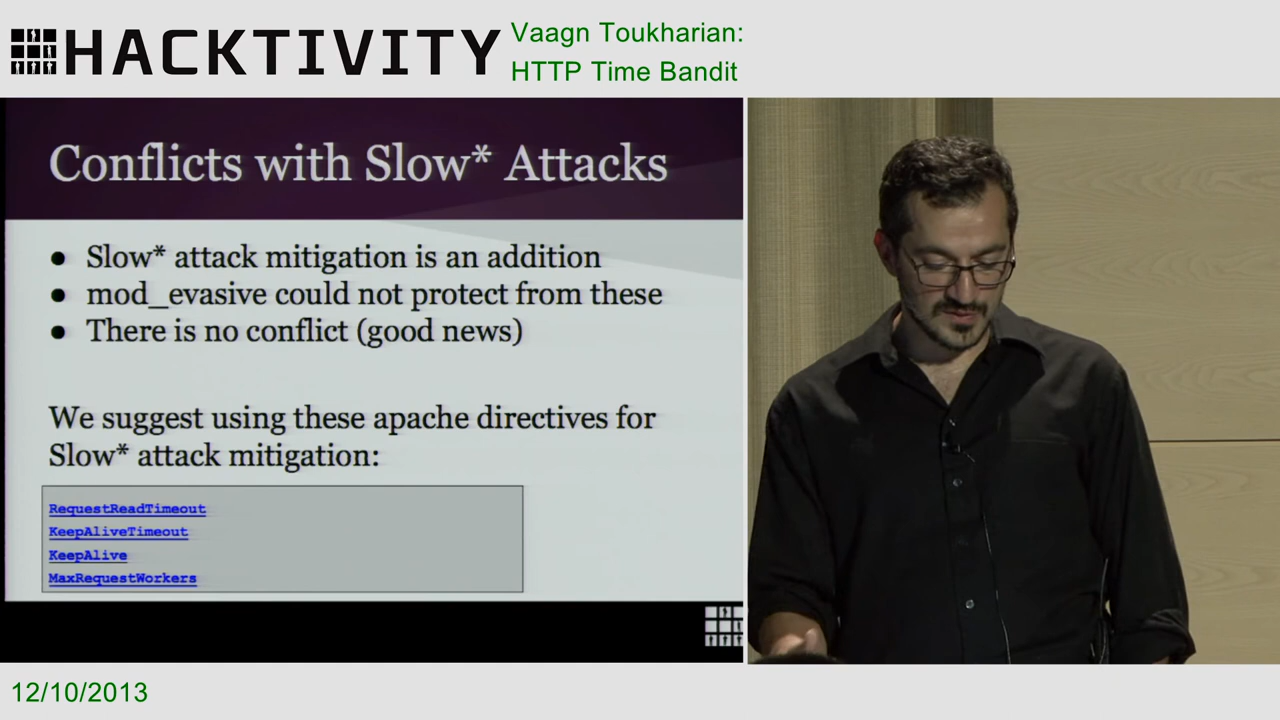 HACKTIVITY
Vaagn Toukharian:
HTTP Time Bandit
Conflicts with Slow* Attacks
● Slow* attack mitigation is an addition
● mod_evasive could not protect from these
● There is no conflict (good news)
We suggest using these apache directives for
Slow* attack mitigation:
RequestReadTimeout
KeepAliveTimeout
KeepAlive
MaxRequestWorkers
12/10/2013